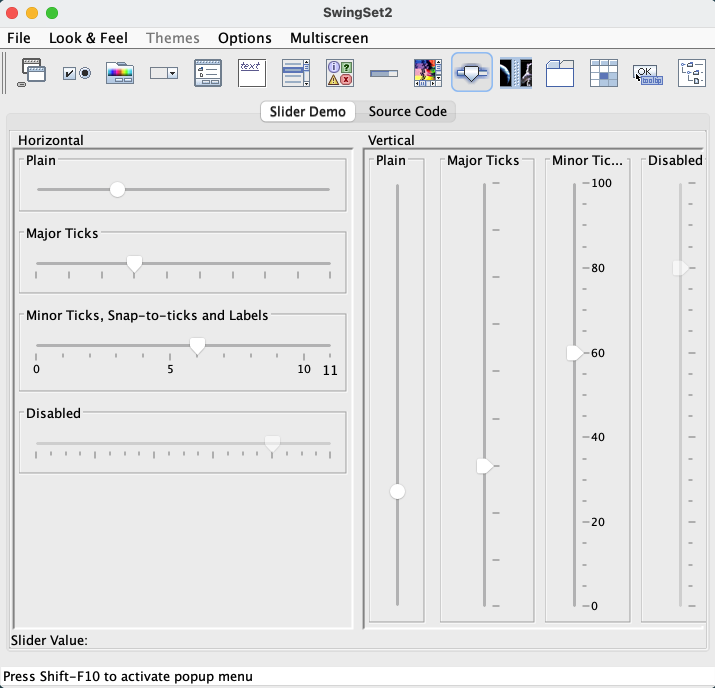 SwingSet2
File Look & Feel Themes Options Multiscreen
text OK tooltip
Slider Demo Source Code
Horizontal
Plain
Major Ticks
Minor Ticks, Snap-to-ticks and Labels
0 5 10 11
Disabled
Vertical
Plain Major Ticks Minor Tic... Disabled
100
80
60
40
20
0
Slider Value:
Press Shift-F10 to activate popup menu